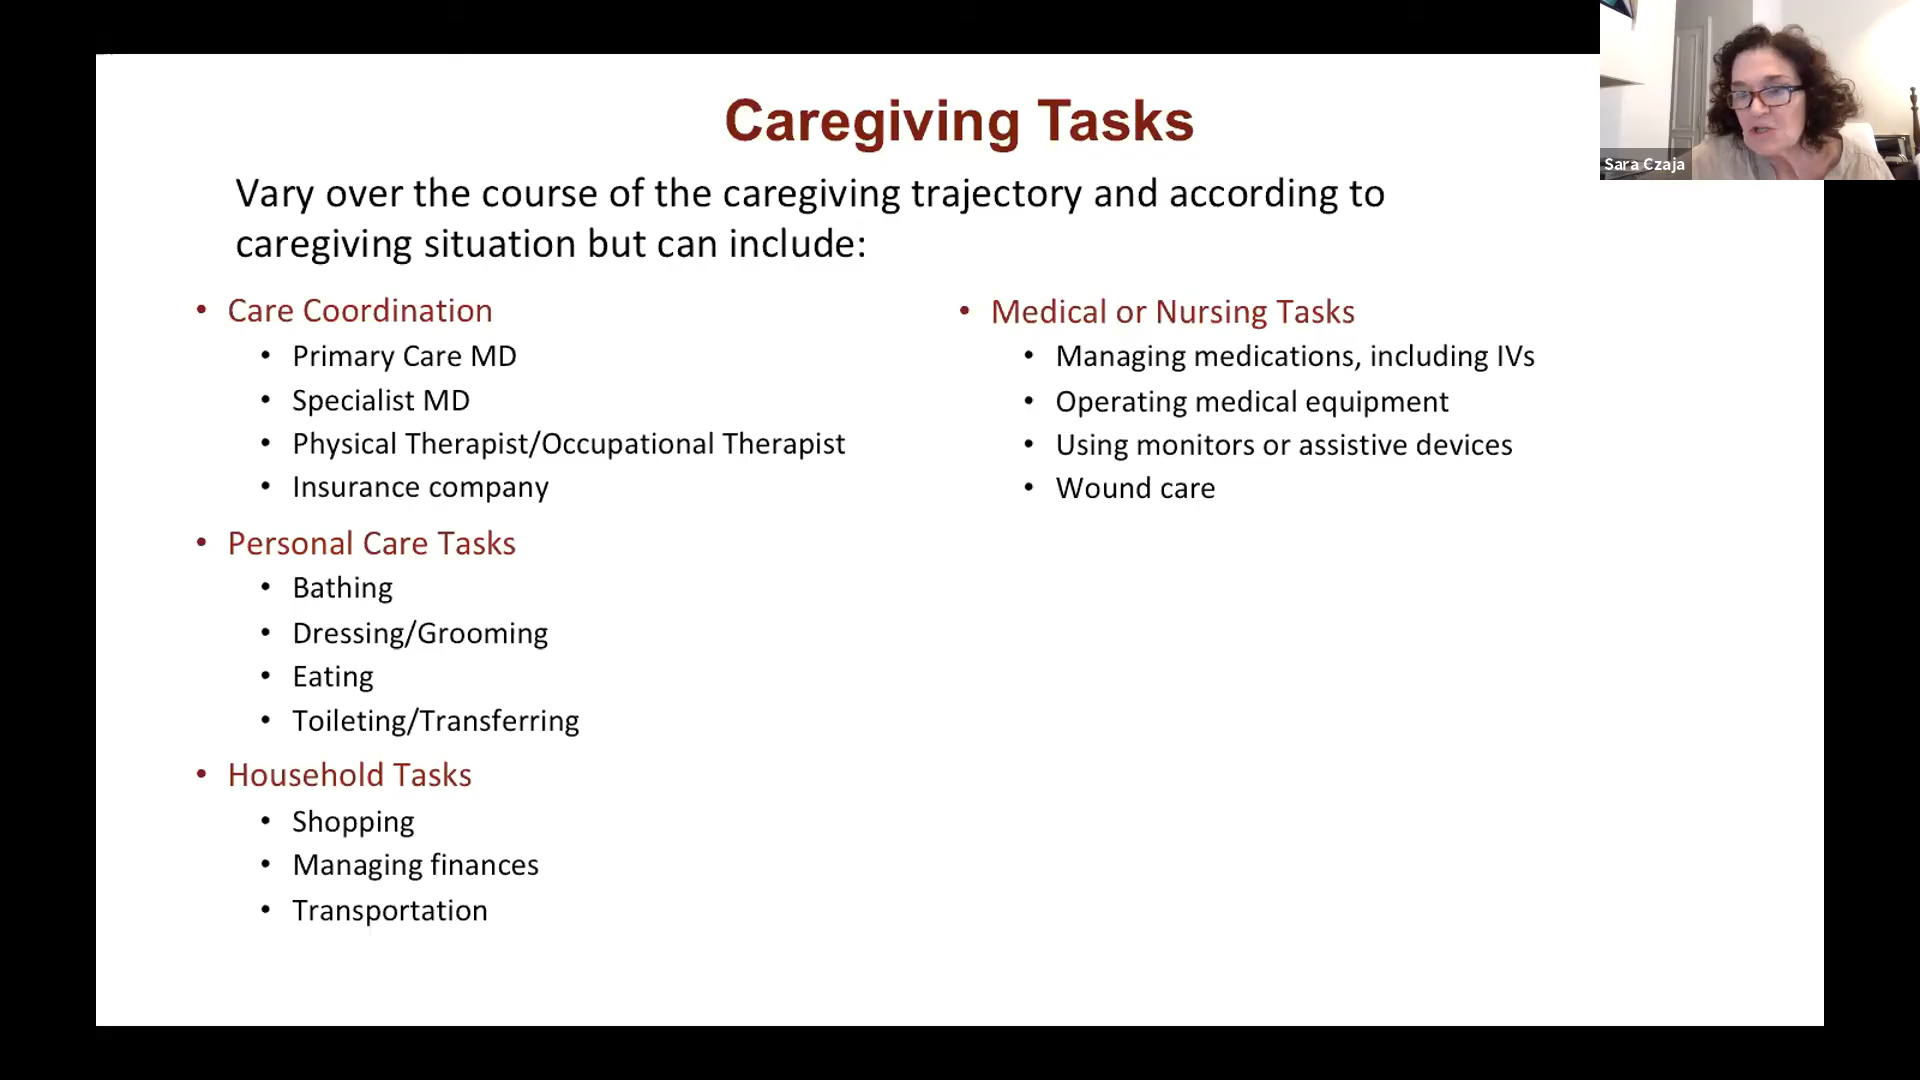 Caregiving Tasks
Vary over the course of the caregiving trajectory and according to
caregiving situation but can include:
• Care Coordination
• Primary Care MD
• Specialist MD
• Physical Therapist/Occupational Therapist
• Insurance company
• Personal Care Tasks
• Bathing
• Dressing/Grooming
• Eating
• Toileting/Transferring
• Household Tasks
• Shopping
• Managing finances
• Transportation
• Medical or Nursing Tasks
• Managing medications, including IVs
• Operating medical equipment
• Using monitors or assistive devices
• Wound care
Sara Czaja